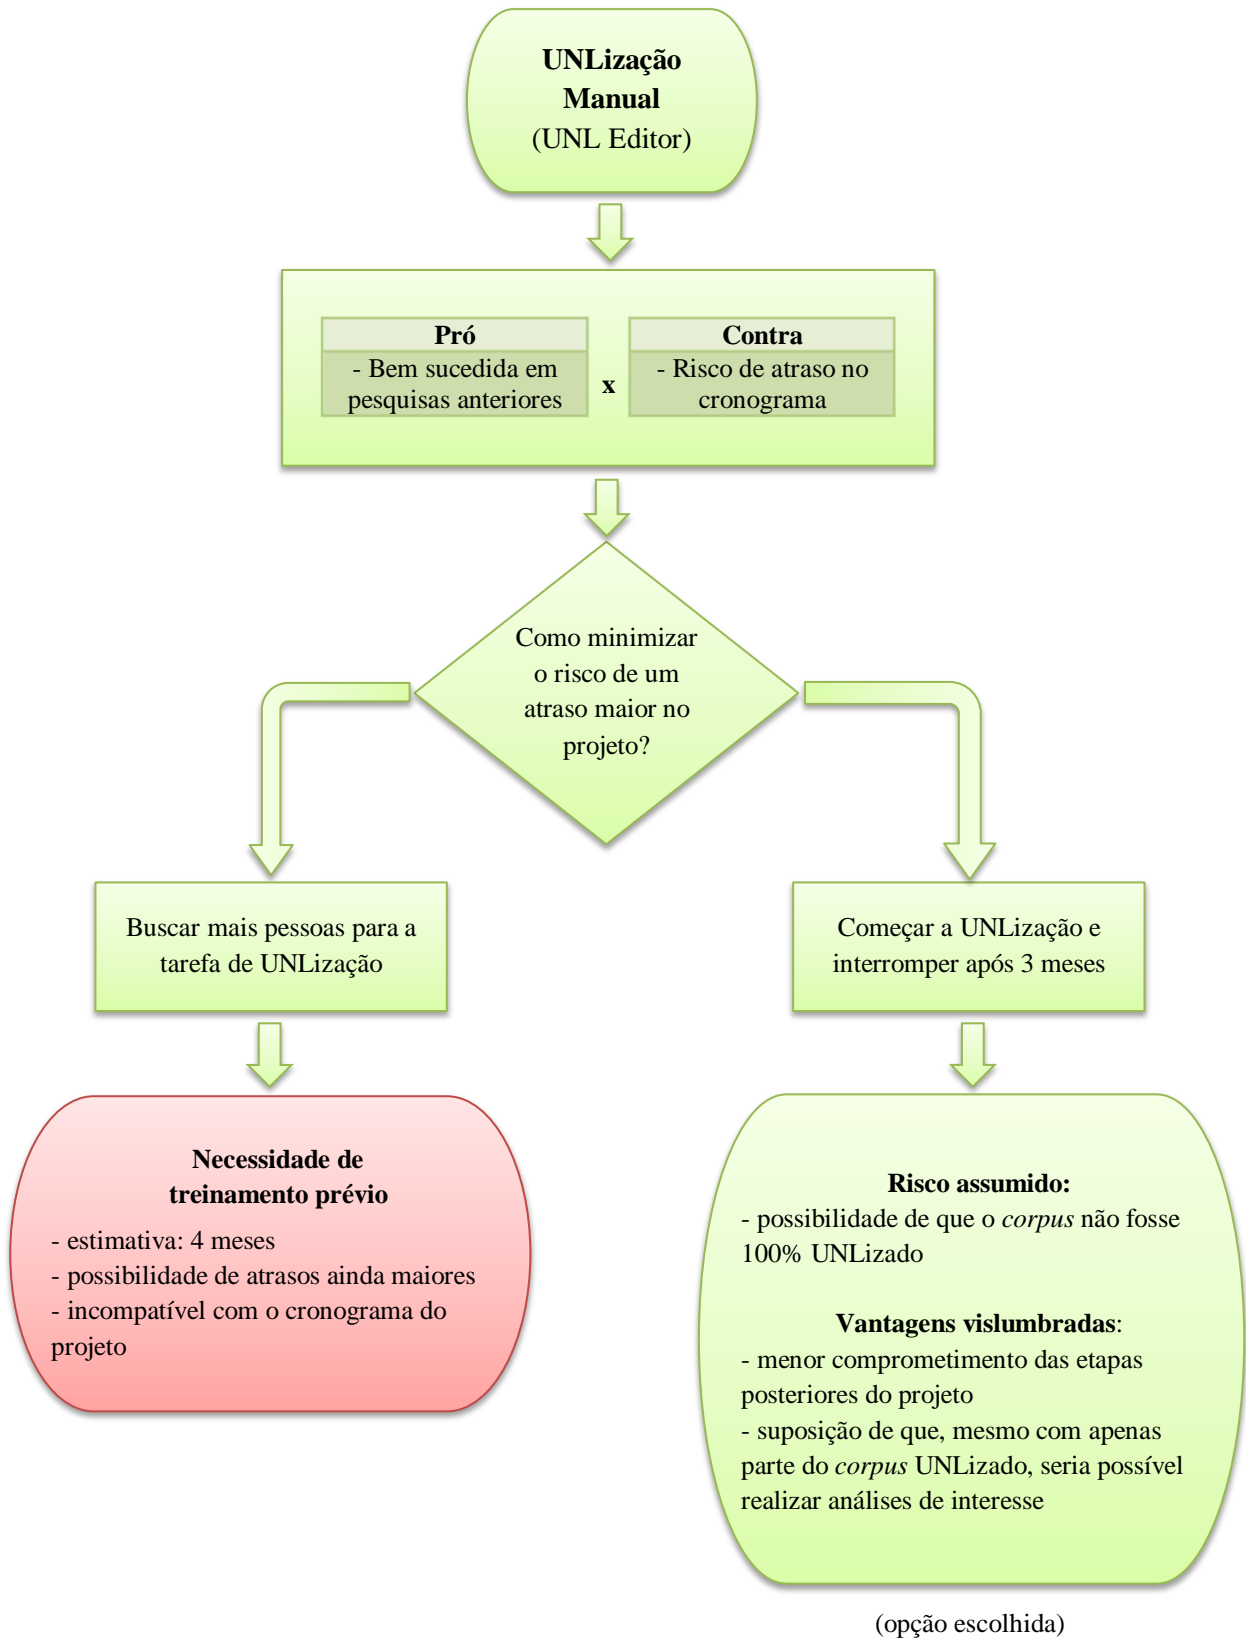 UNLização
Manual
(UNL Editor)
Pró
- Bem sucedida em
pesquisas anteriores
x
Contra
- Risco de atraso no
cronograma
Como minimizar
o risco de um
atraso maior no
projeto?
Buscar mais pessoas para a
tarefa de UNLização
Começar a UNLização e
interromper após 3 meses
Necessidade de
treinamento prévio
- estimativa: 4 meses
- possibilidade de atrasos ainda maiores
- incompatível com o cronograma do
projeto
Risco assumido:
- possibilidade de que o corpus não fosse
100% UNLizado
Vantagens vislumbradas:
- menor comprometimento das etapas
posteriores do projeto
- suposição de que, mesmo com apenas
parte do corpus UNLizado, seria possível
realizar análises de interesse
(opção escolhida)